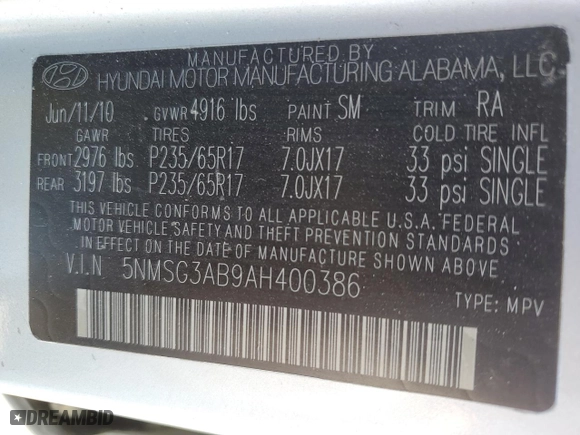 MANUFACTURED BY
HYUNDAI MOTOR MANUFACTURING ALABAMA, LLC
Jun/11/10 GVWR 4916 lbs PAINT SM TRIM RA
GAWR TIRES RIMS COLD TIRE INFL
FRONT 2976 lbs P235/65R17 7.0JX17 33 psi SINGLE
REAR 3197 lbs P235/65R17 7.0JX17 33 psi SINGLE
THIS VEHICLE CONFORMS TO ALL APPLICABLE U.S.A. FEDERAL
MOTOR VEHICLE SAFETY AND THEFT PREVENTION STANDARDS
IN EFFECT ON THE DATE OF MANUFACTURE SHOWN ABOVE.
V.I.N 5NMSG3AB9AH400386
TYPE: MPV
DREAMBID